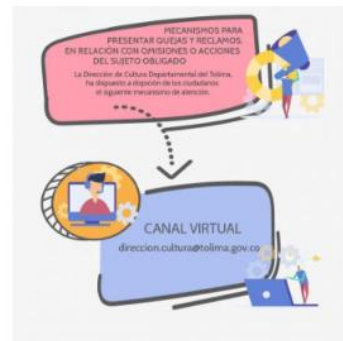 MECANISMOS PARA
PRESENTAR QUEJAS Y RECLAMOS,
EN RELACIÓN CON OMISIONES O ACCIONES
DEL SUJETO OBLIGADO
La Dirección de Cultura Departamental del Tolima,
ha dispuesto a disposición de los ciudadanos
el siguiente mecanismo de atención.
CANAL VIRTUAL
direccion.cultura@tolima.gov.co